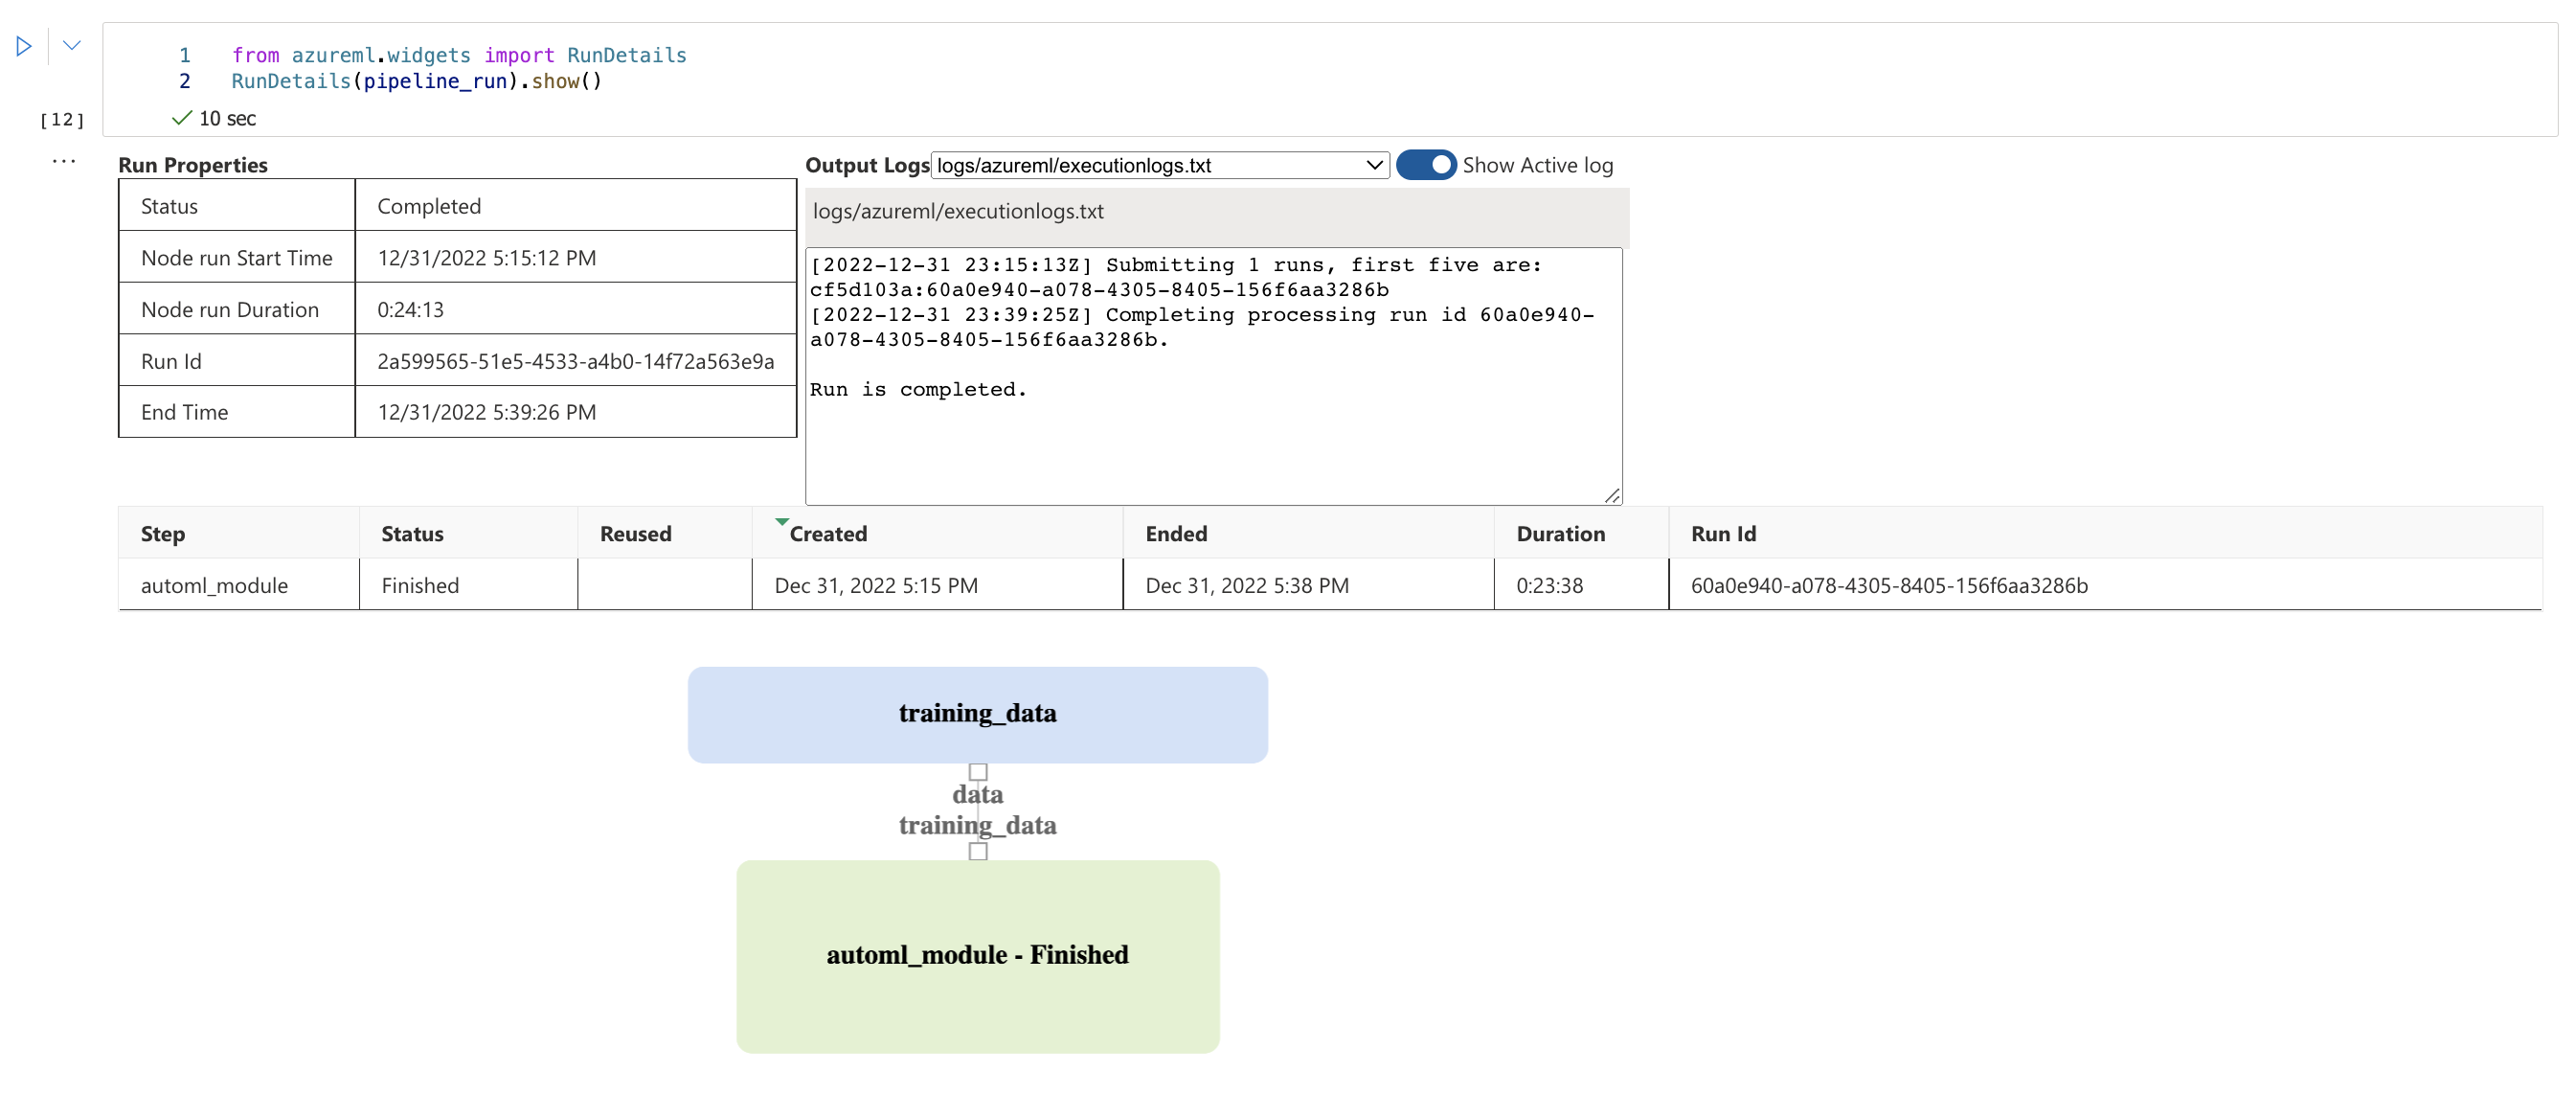 1 from azureml.widgets import RunDetails
2 RunDetails(pipeline_run).show()
[12]
10 sec
...
Run Properties
Status Completed
Node run Start Time 12/31/2022 5:15:12 PM
Node run Duration 0:24:13
Run Id 2a599565-51e5-4533-a4b0-14f72a563e9a
End Time 12/31/2022 5:39:26 PM
Output Logs logs/azureml/executionlogs.txt Show Active log
logs/azureml/executionlogs.txt
[2022-12-31 23:15:13Z] Submitting 1 runs, first five are:
cf5d103a:60a0e940-a078-4305-8405-156f6aa3286b
[2022-12-31 23:39:25Z] Completing processing run id 60a0e940-
a078-4305-8405-156f6aa3286b.
Run is completed.
Step Status Reused Created Ended Duration Run Id
automl_module Finished Dec 31, 2022 5:15 PM Dec 31, 2022 5:38 PM 0:23:38 60a0e940-a078-4305-8405-156f6aa3286b
training_data
data
training_data
automl_module - Finished